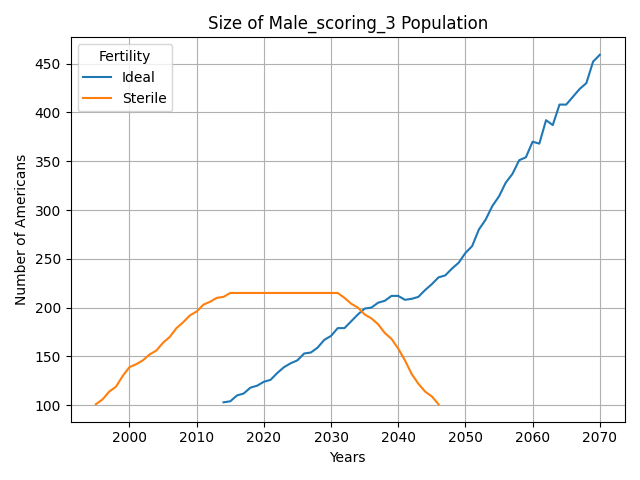 Size of Male_scoring_3 Population
Fertility
Ideal
Sterile
Number of Americans
450
400
350
300
250
200
150
100
2000 2010 2020 2030 2040 2050 2060 2070
Years